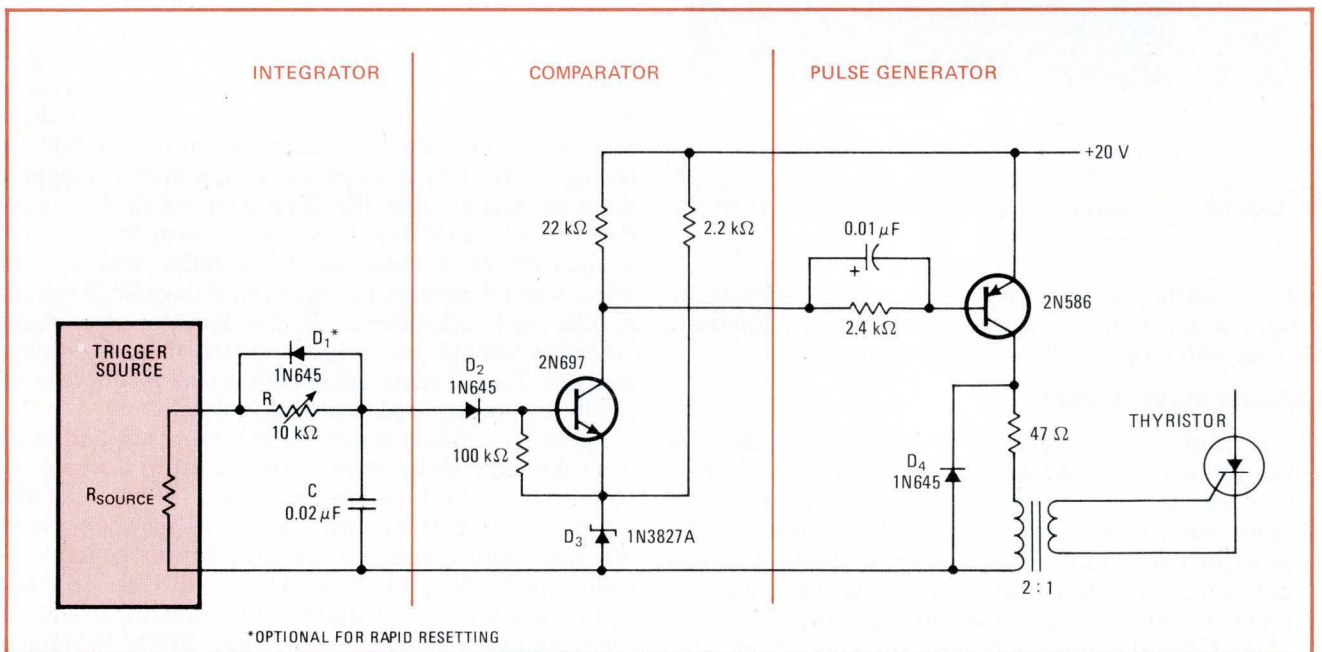 INTEGRATOR
COMPARATOR
PULSE GENERATOR
+20 V
22 kΩ
2.2 kΩ
0.01 μF
+
2.4 kΩ
2N586
TRIGGER
SOURCE
D1*
1N645
R
10 kΩ
D2
1N645
2N697
100 kΩ
RSOURCE
C
0.02 μF
D3
1N3827A
D4
1N645
47 Ω
THYRISTOR
2 : 1
*OPTIONAL FOR RAPID RESETTING